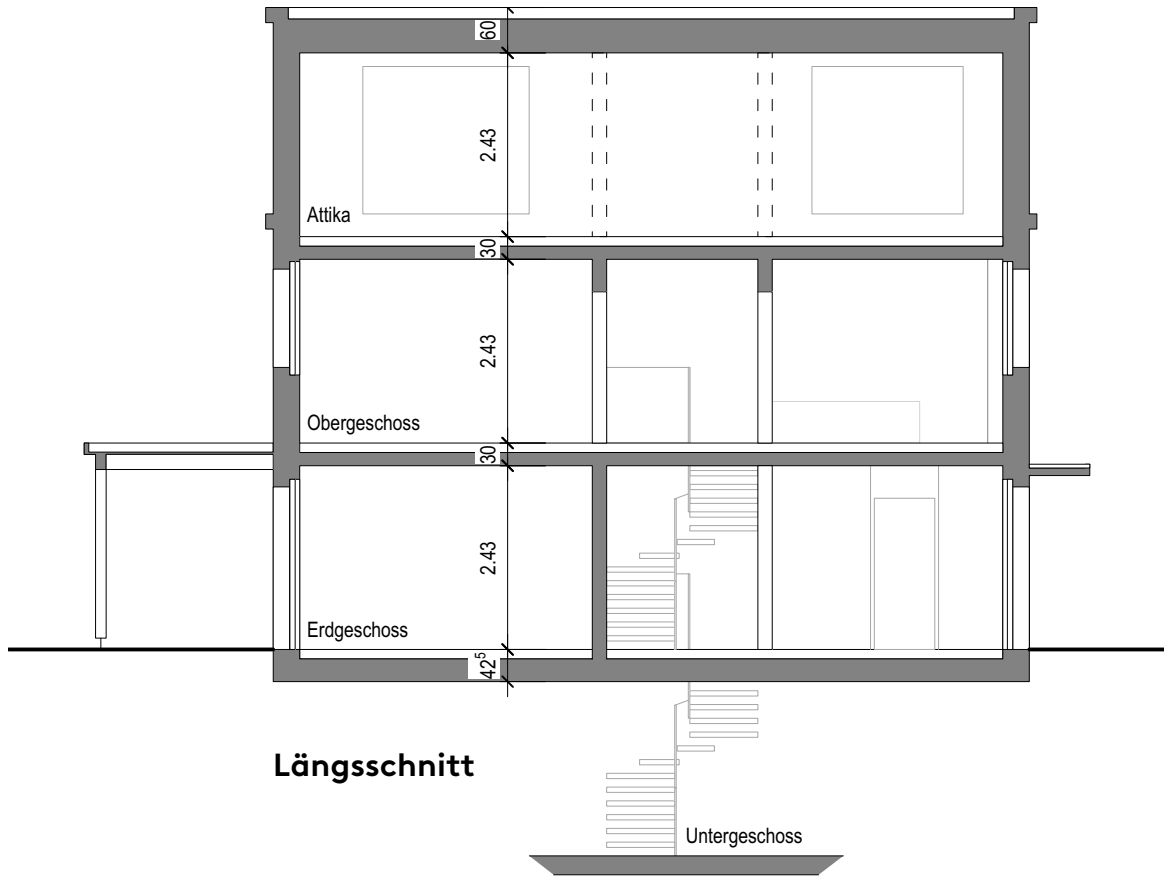 60
2.43
Attika
30
2.43
Obergeschoss
30
2.43
Erdgeschoss
42⁵
Längsschnitt
Untergeschoss